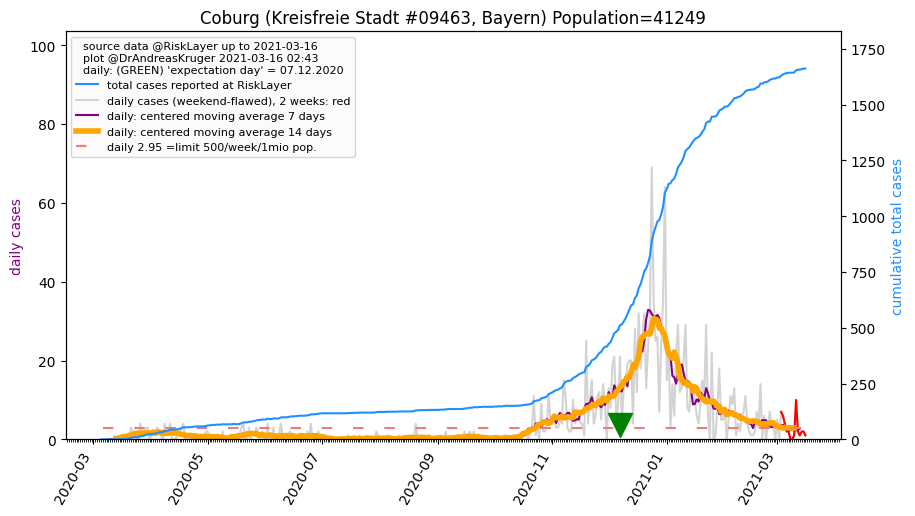 Coburg (Kreisfreie Stadt #09463, Bayern) Population=41249
source data @RiskLayer up to 2021-03-16
plot @DrAndreasKruger 2021-03-16 02:43
daily: (GREEN) 'expectation day' = 07.12.2020
total cases reported at RiskLayer
daily cases (weekend-flawed), 2 weeks: red
daily: centered moving average 7 days
daily: centered moving average 14 days
daily 2.95 =limit 500/week/1mio pop.
daily cases
100
80
60
40
20
0
cumulative total cases
1750
1500
1250
1000
750
500
250
0
2020-03
2020-05
2020-07
2020-09
2020-11
2021-01
2021-03